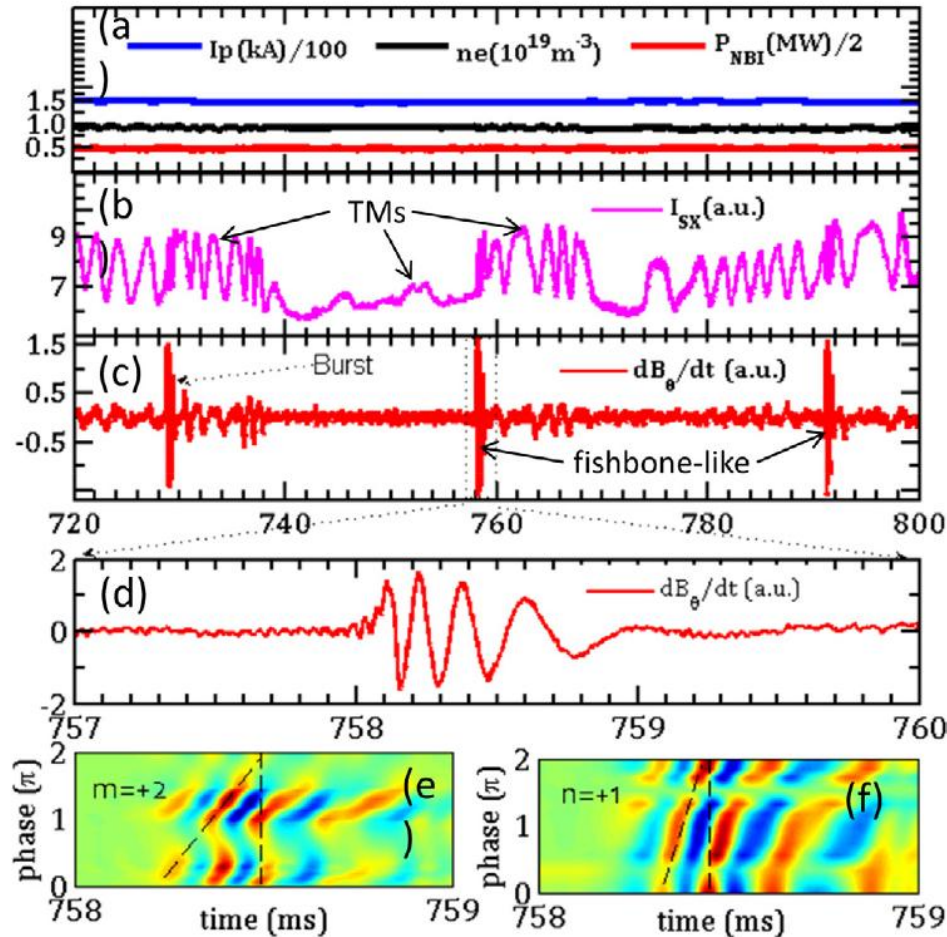 (a
)
Ip(kA)/100 ne(10^19 m^-3) P_NBI(MW)/2
1.5
1.0
0.5
(b
)
TMs I_SX(a.u.)
9
7
1.5
(c)
Burst dB_θ/dt (a.u.)
0.5
-0.5
fishbone-like
720 740 760 780 800
2
(d) dB_θ/dt (a.u.)
0
-2
757 758 759 760
phase (π)
2
m=+2 (e
)
1
0
758 time (ms) 759
phase (π)
2
n=+1 (f)
1
0
758 time (ms) 759